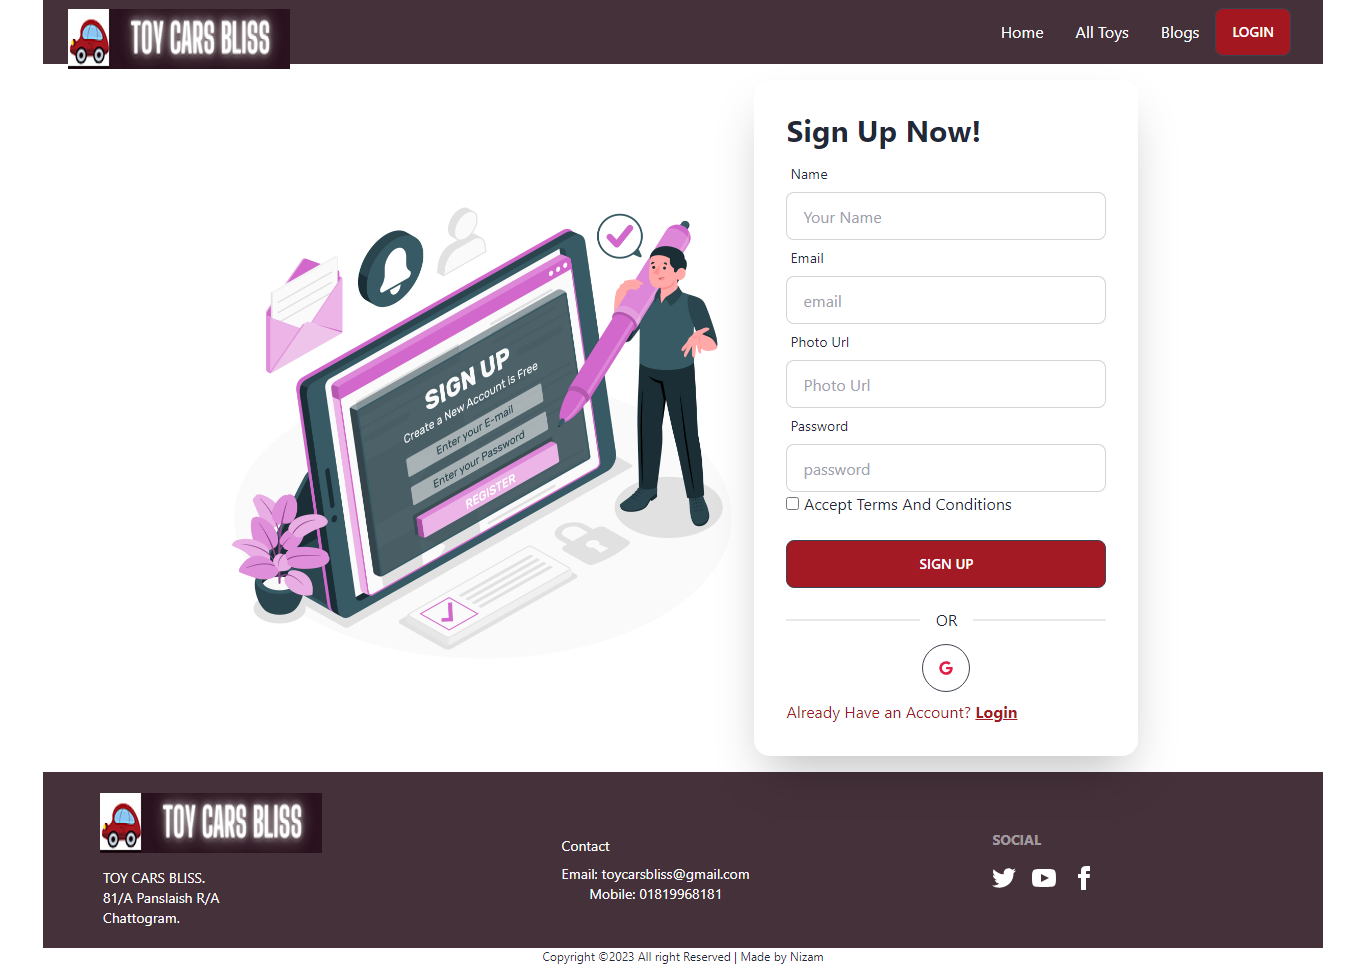 TOY CARS BLISS
Home
All Toys
Blogs
LOGIN
SIGN UP
Create a New Account is Free
Enter your E-mail
Enter your Password
REGISTER
Sign Up Now!
Name
Your Name
Email
email
Photo Url
Photo Url
Password
password
Accept Terms And Conditions
SIGN UP
OR
G
Already Have an Account? Login
TOY CARS BLISS
TOY CARS BLISS.
81/A Panslaish R/A
Chattogram.
Contact
Email: toycarsbliss@gmail.com
Mobile: 01819968181
SOCIAL
Copyright ©2023 All right Reserved | Made by Nizam